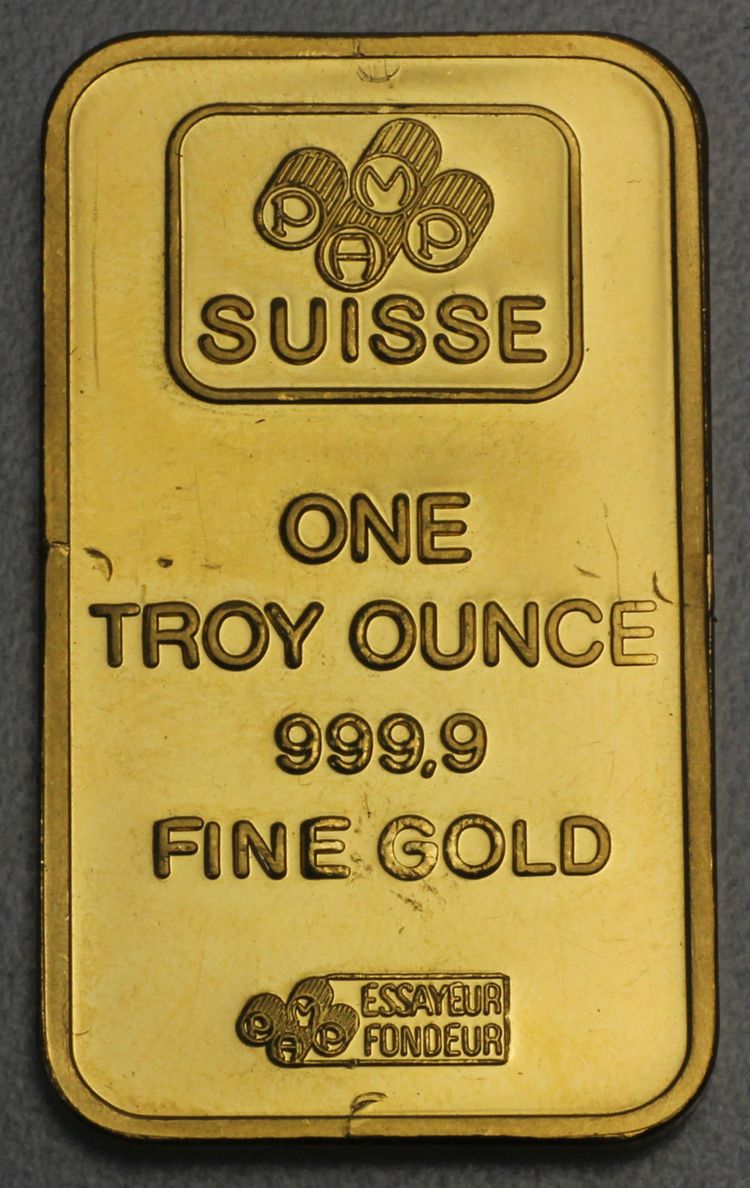 PAMP
SUISSE
ONE
TROY OUNCE
999,9
FINE GOLD
PAMP
ESSAYEUR
FONDEUR